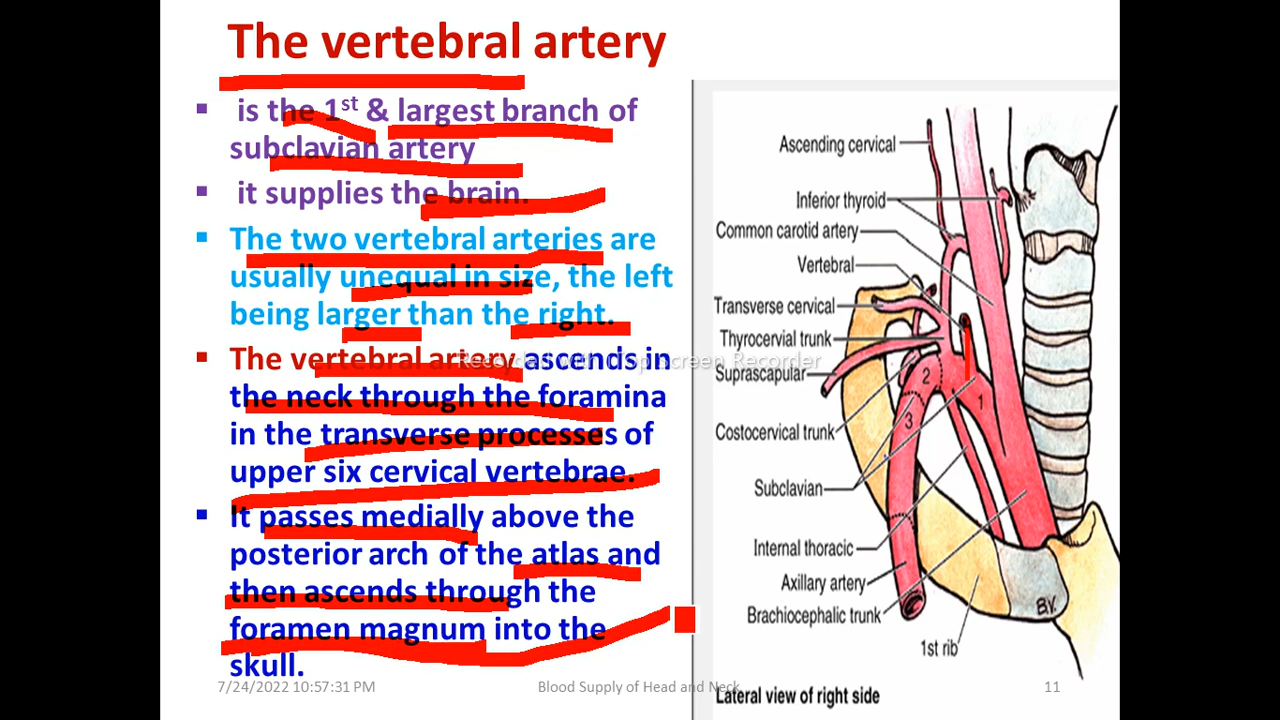 The vertebral artery
▪ is the 1st & largest branch of
subclavian artery
▪ it supplies the brain.
▪ The two vertebral arteries are
usually unequal in size, the left
being larger than the right.
▪ The vertebral artery ascends in
the neck through the foramina
in the transverse processes of
upper six cervical vertebrae.
▪ It passes medially above the
posterior arch of the atlas and
then ascends through the
foramen magnum into the
skull.
Ascending cervical
Inferior thyroid
Common carotid artery
Vertebral
Transverse cervical
Thyrocervial trunk
Suprascapular
Costocervical trunk
Subclavian
Internal thoracic
Axillary artery
Brachiocephalic trunk
1st rib
2
1
3
B.V.
Lateral view of right side
Recorded with iTop Screen Recorder
7/24/2022 10:57:31 PM
Blood Supply of Head and Neck
11